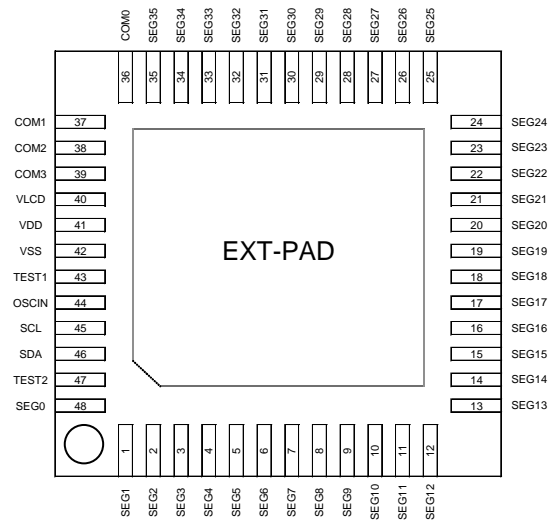 COM0 SEG35 SEG34 SEG33 SEG32 SEG31 SEG30 SEG29 SEG28 SEG27 SEG26 SEG25
36 35 34 33 32 31 30 29 28 27 26 25
COM1 37 24 SEG24
COM2 38 23 SEG23
COM3 39 22 SEG22
VLCD 40 21 SEG21
VDD 41 20 SEG20
VSS 42 EXT-PAD 19 SEG19
TEST1 43 18 SEG18
OSCIN 44 17 SEG17
SCL 45 16 SEG16
SDA 46 15 SEG15
TEST2 47 14 SEG14
SEG0 48 13 SEG13
1 2 3 4 5 6 7 8 9 10 11 12
SEG1 SEG2 SEG3 SEG4 SEG5 SEG6 SEG7 SEG8 SEG9 SEG10 SEG11 SEG12